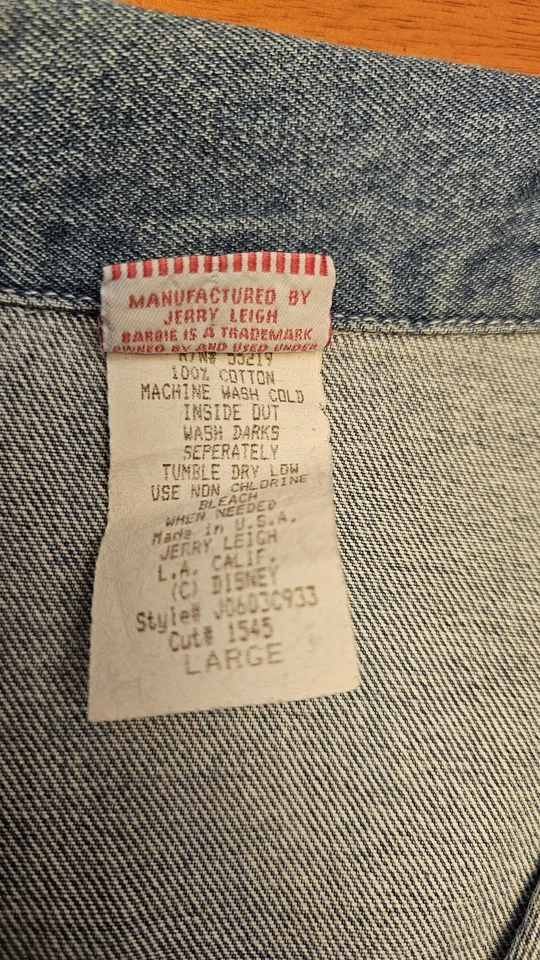 MANUFACTURED BY
JERRY LEIGH
BARBIE IS A TRADEMARK
OWNED BY AND USED UNDER
R/N# 53219
100% COTTON
MACHINE WASH COLD
INSIDE OUT
WASH DARKS
SEPERATELY
TUMBLE DRY LOW
USE NON CHLORINE
BLEACH
WHEN NEEDED
Made in U.S.A.
JERRY LEIGH
L.A. CALIF.
(C) DISNEY
Style# J0603C933
Cut# 1545
LARGE